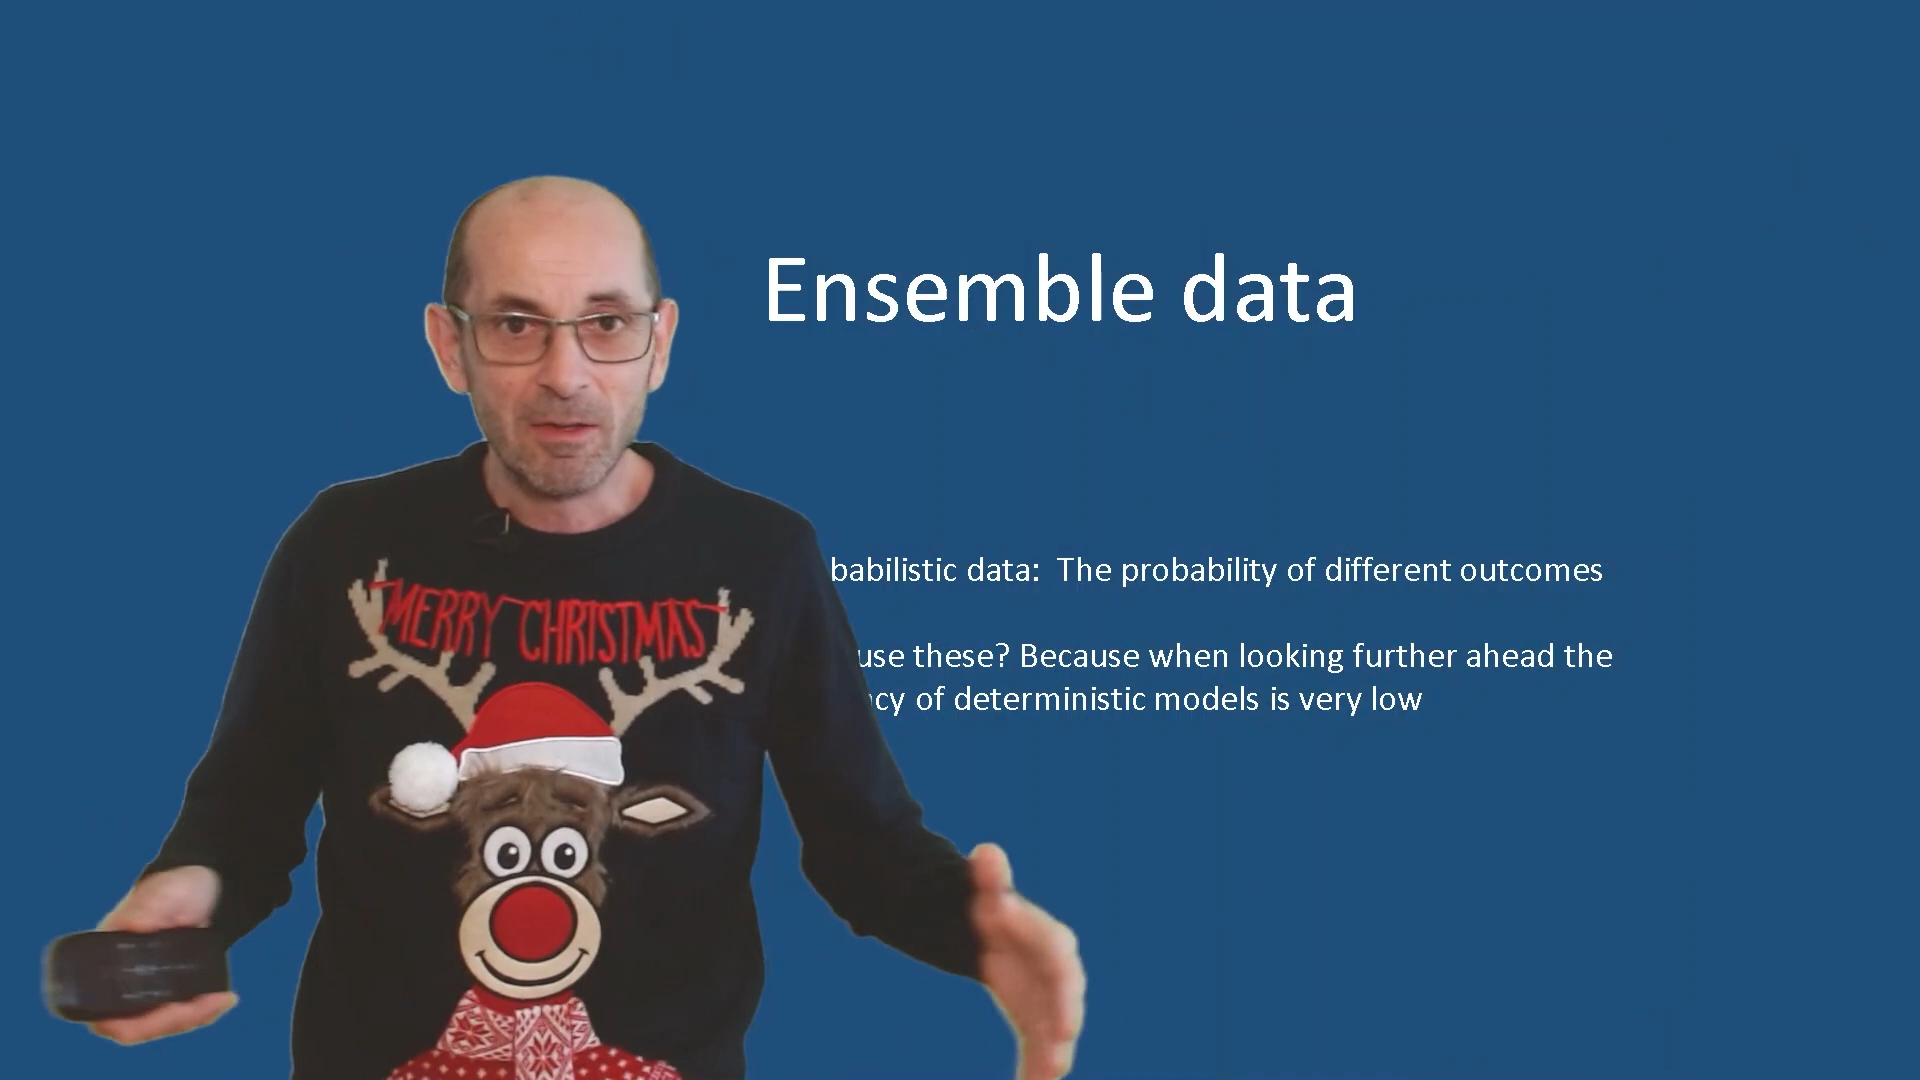 Ensemble data
babilistic data: The probability of different outcomes
MERRY CHRISTMAS
use these? Because when looking further ahead the
cy of deterministic models is very low